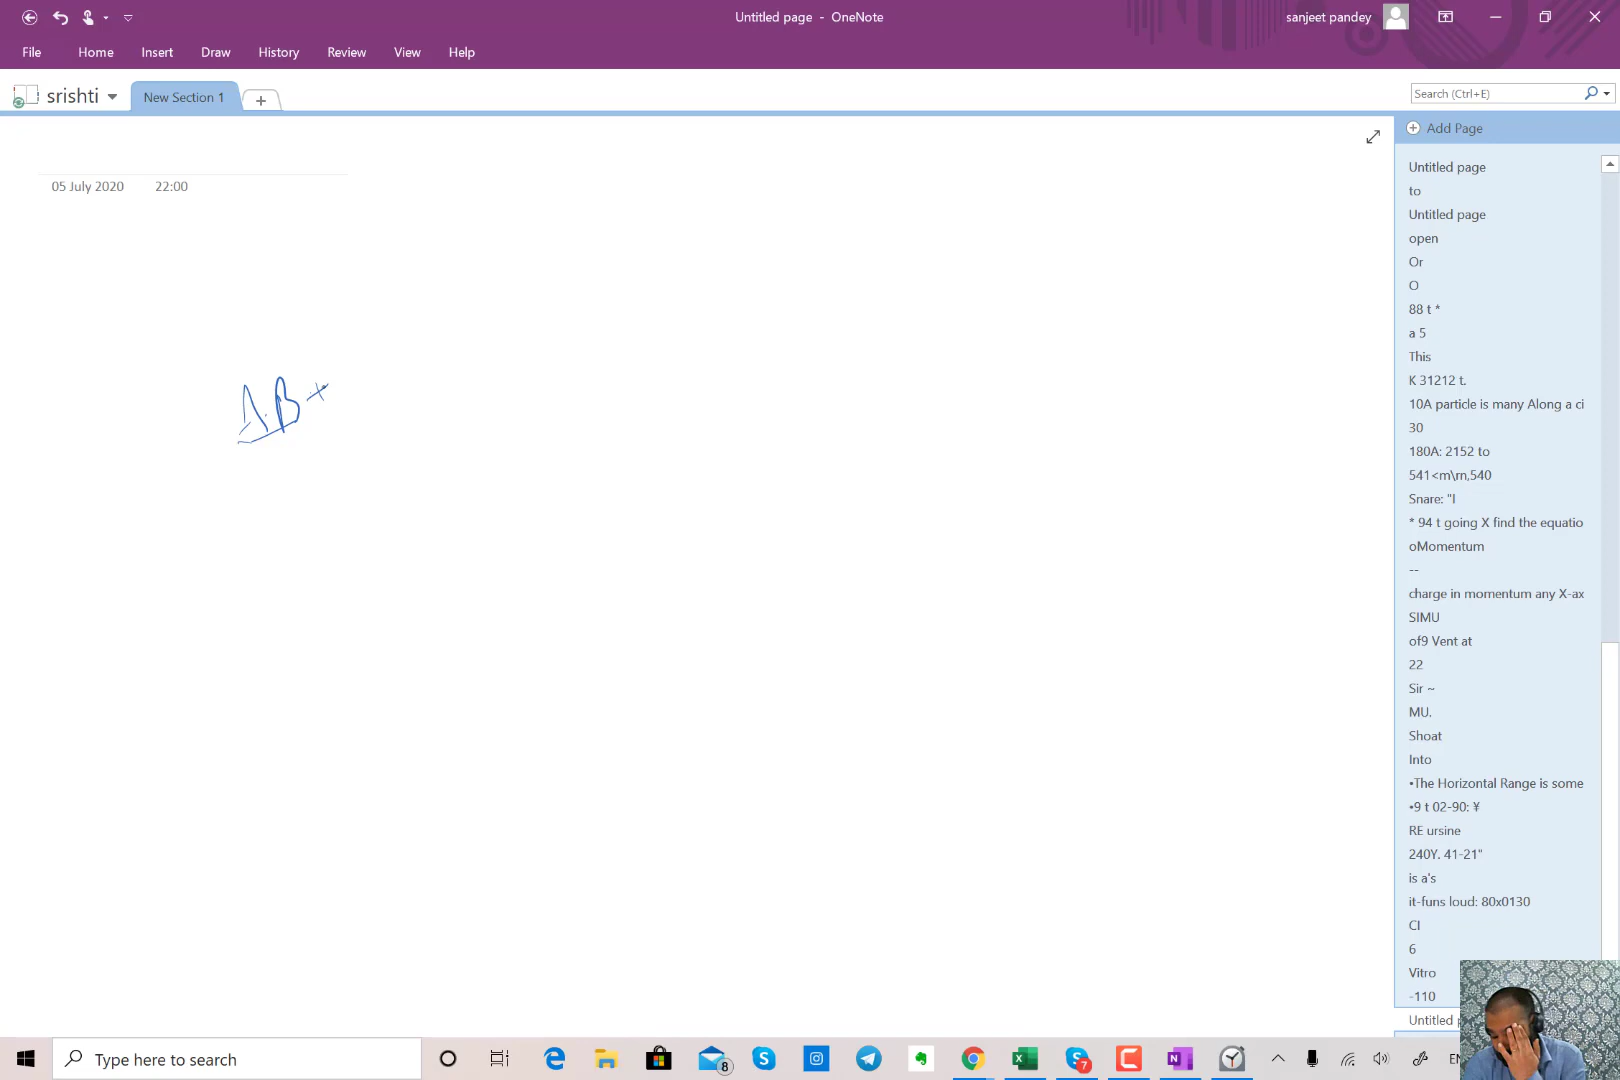 Untitled page - OneNote
sanjeet pandey
File Home Insert Draw History Review View Help
srishti
New Section 1
Search (Ctrl+E)
Add Page
05 July 2020 22:00
A.B +
Untitled page
to
Untitled page
open
Or
O
88 t *
a 5
This
K 31212 t.
10A particle is many Along a ci
30
180A: 2152 to
541<m\rn,540
Snare: "I
* 94 t going X find the equatio
oMomentum
--
charge in momentum any X-ax
SIMU
of9 Vent at
22
Sir ~
MU.
Shoat
Into
•The Horizontal Range is some
•9 t 02-90: ¥
RE ursine
240Y. 41-21"
is a's
it-funs loud: 80x0130
CI
6
Vitro
-110
Untitled p
Type here to search
8
7
EN